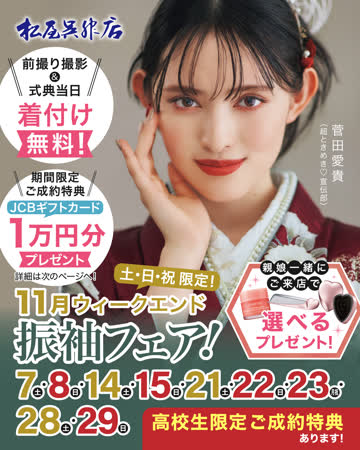 松屋呉服店
前撮り撮影
&
式典当日
着付け
無料!
期間限定
ご成約特典
JCBギフトカード
1万円分
プレゼント
詳細は次のページへ!
菅田愛貴
(超ときめき♡宣伝部)
土・日・祝 限定!
11月ウィークエンド
振袖フェア!
親娘一緒に
ご来店で
選べる
プレゼント!
7土・8日・14土・15日・21土・22日・23祝
28土・29日
高校生限定ご成約特典
あります!